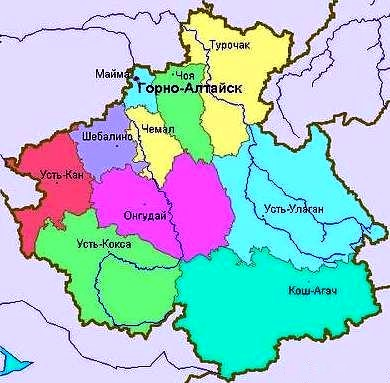 Турочак
Майма
Чоя
Горно-Алтайск
Шебалино
Чемал
Усть-Кан
Онгудай
Усть-Улаган
Усть-Кокса
Кош-Агач